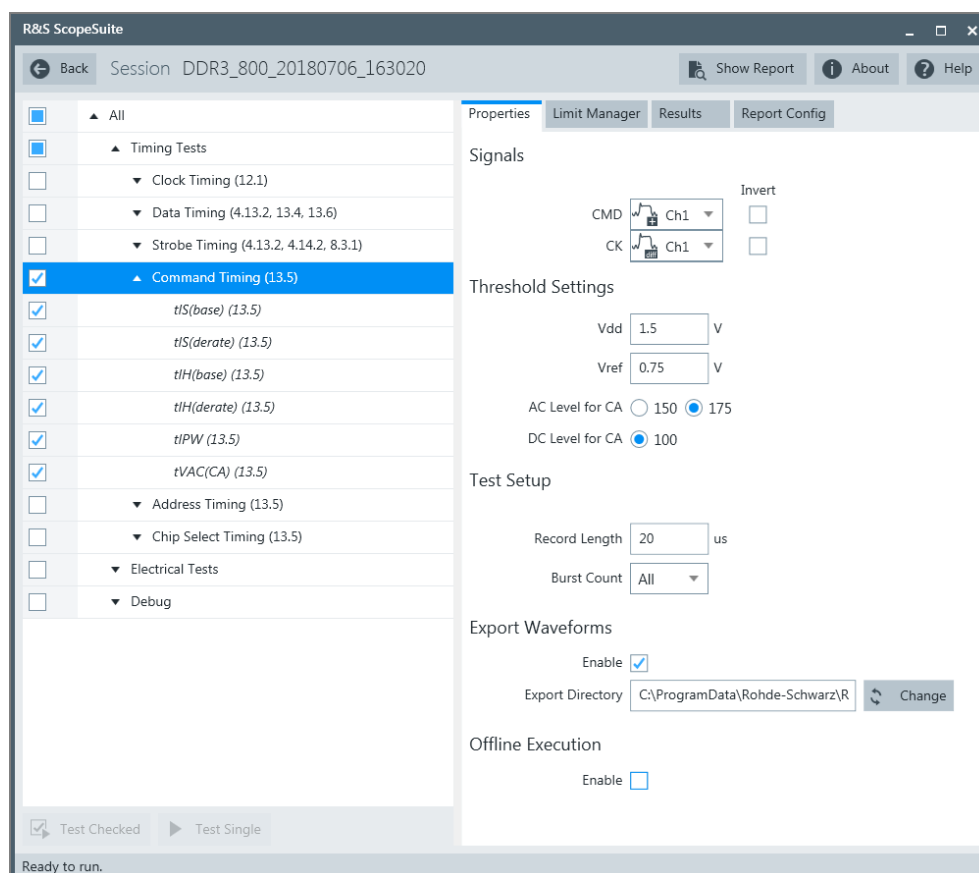 R&S ScopeSuite
Back Session DDR3_800_20180706_163020 Show Report About Help
All
Timing Tests
Clock Timing (12.1)
Data Timing (4.13.2, 13.4, 13.6)
Strobe Timing (4.13.2, 4.14.2, 8.3.1)
Command Timing (13.5)
tIS(base) (13.5)
tIS(derate) (13.5)
tIH(base) (13.5)
tIH(derate) (13.5)
tIPW (13.5)
tVAC(CA) (13.5)
Address Timing (13.5)
Chip Select Timing (13.5)
Electrical Tests
Debug
Test Checked Test Single
Properties Limit Manager Results Report Config
Signals
Invert
CMD Ch1
CK diff Ch1
Threshold Settings
Vdd 1.5 V
Vref 0.75 V
AC Level for CA 150 175
DC Level for CA 100
Test Setup
Record Length 20 us
Burst Count All
Export Waveforms
Enable
Export Directory C:\ProgramData\Rohde-Schwarz\R Change
Offline Execution
Enable
Ready to run.